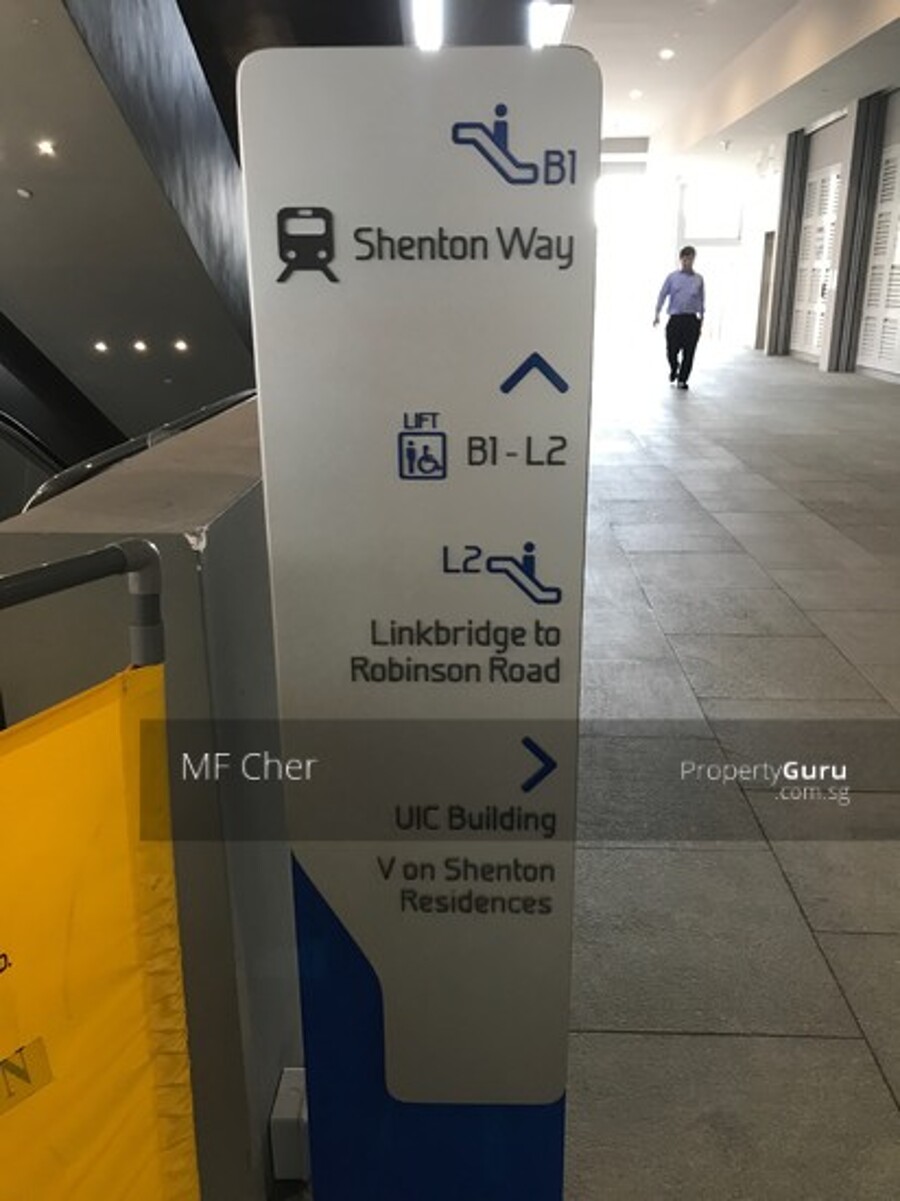 B1
Shenton Way
LIFT
B1 - L2
L2
Linkbridge to
Robinson Road
MF Cher
PropertyGuru
.com.sg
UIC Building
V on Shenton
Residences
N